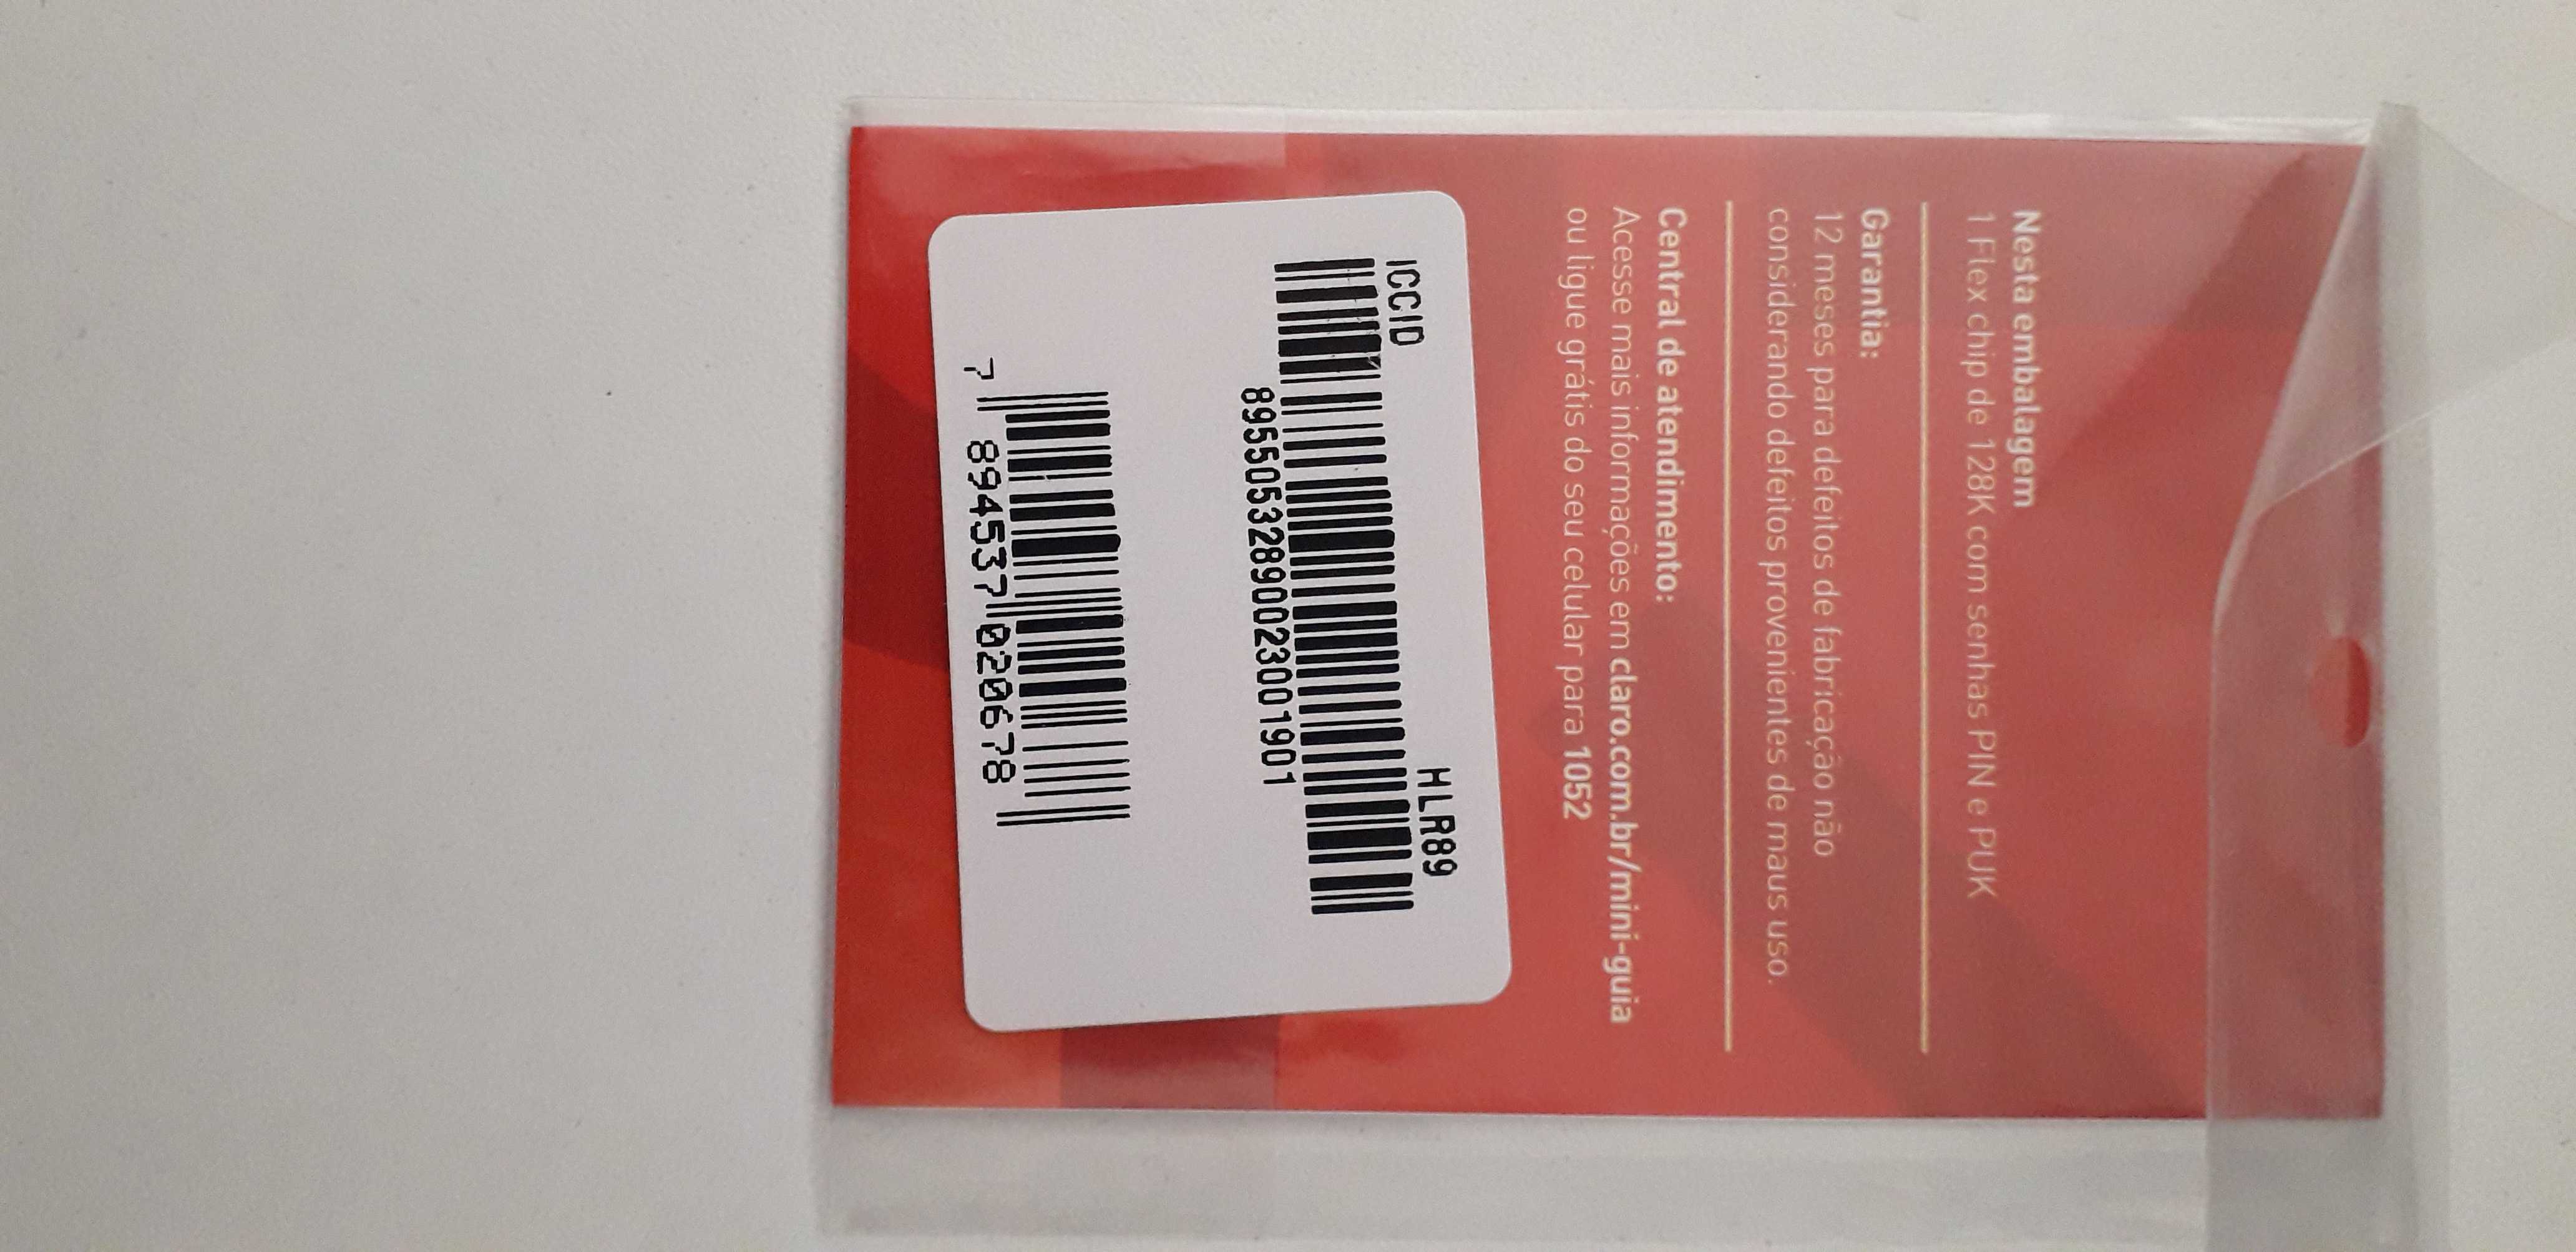 Nesta embalagem
1 Flex chip de 128K com senhas PIN e PUK
Garantia:
12 meses para defeitos de fabricação não
considerando defeitos provenientes de maus uso.
Central de atendimento:
Acesse mais informações em claro.com.br/mini-guia
ou ligue grátis do seu celular para 1052
ICCID HLR89
89550532890023001901
7 894537 020678